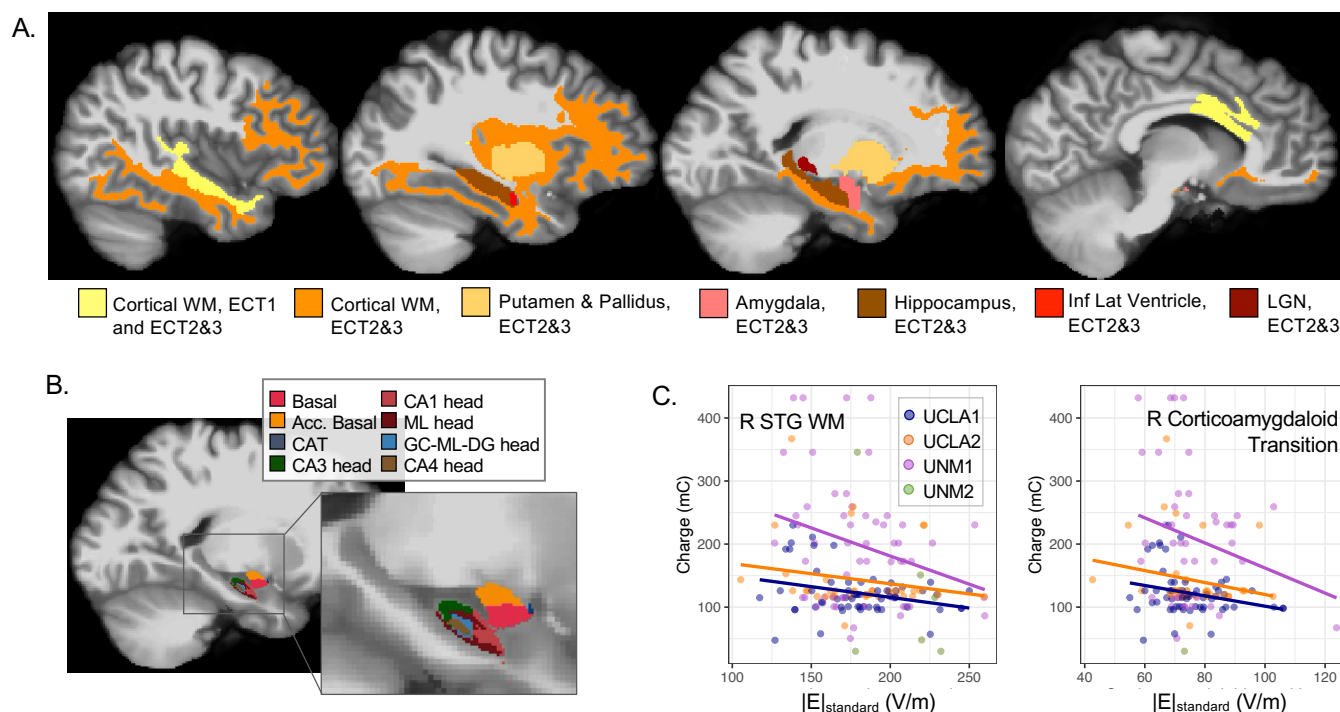 A.
Cortical WM, ECT1
and ECT2&3
Cortical WM,
ECT2&3
Putamen & Pallidus,
ECT2&3
Amygdala,
ECT2&3
Hippocampus,
ECT2&3
Inf Lat Ventricle,
ECT2&3
LGN,
ECT2&3
B.
Basal
Acc. Basal
CAT
CA3 head
CA1 head
ML head
GC-ML-DG head
CA4 head
C.
R STG WM
UCLA1
UCLA2
UNM1
UNM2
Charge (mC)
400
300
200
100
100
150
200
250
|E|standard (V/m)
R Corticoamygdaloid
Transition
Charge (mC)
400
300
200
100
40
60
80
100
120
|E|standard (V/m)